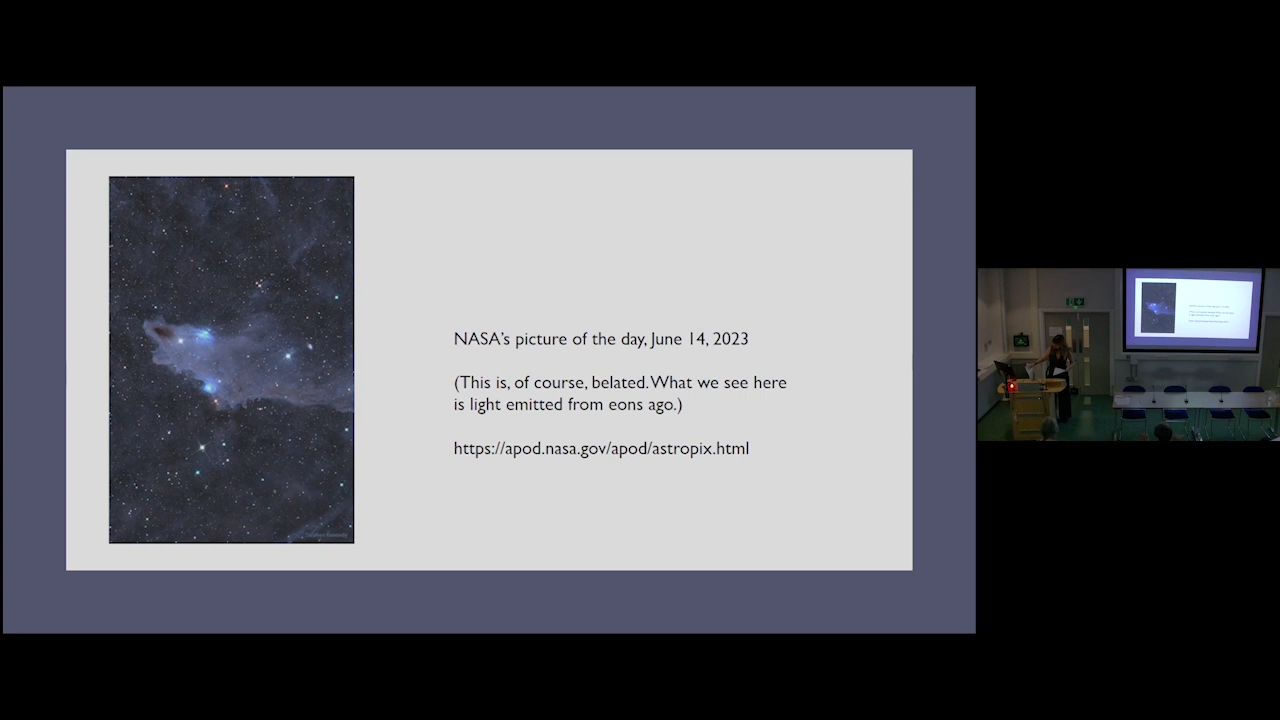 NASA's picture of the day, June 14, 2023
(This is, of course, belated. What we see here
is light emitted from eons ago.)
https://apod.nasa.gov/apod/astropix.html